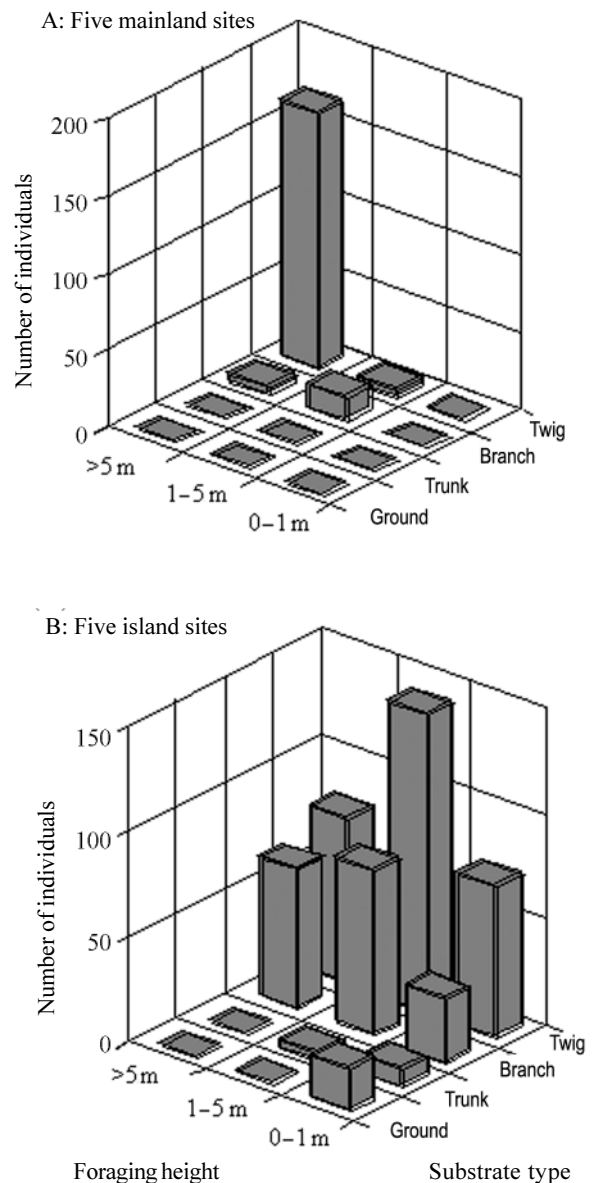 A: Five mainland sites
Number of individuals
200
150
100
50
0
>5 m
1–5 m
0–1 m
Ground
Trunk
Branch
Twig
B: Five island sites
Number of individuals
150
100
50
0
>5 m
1–5 m
0–1 m
Ground
Trunk
Branch
Twig
Foraging height
Substrate type